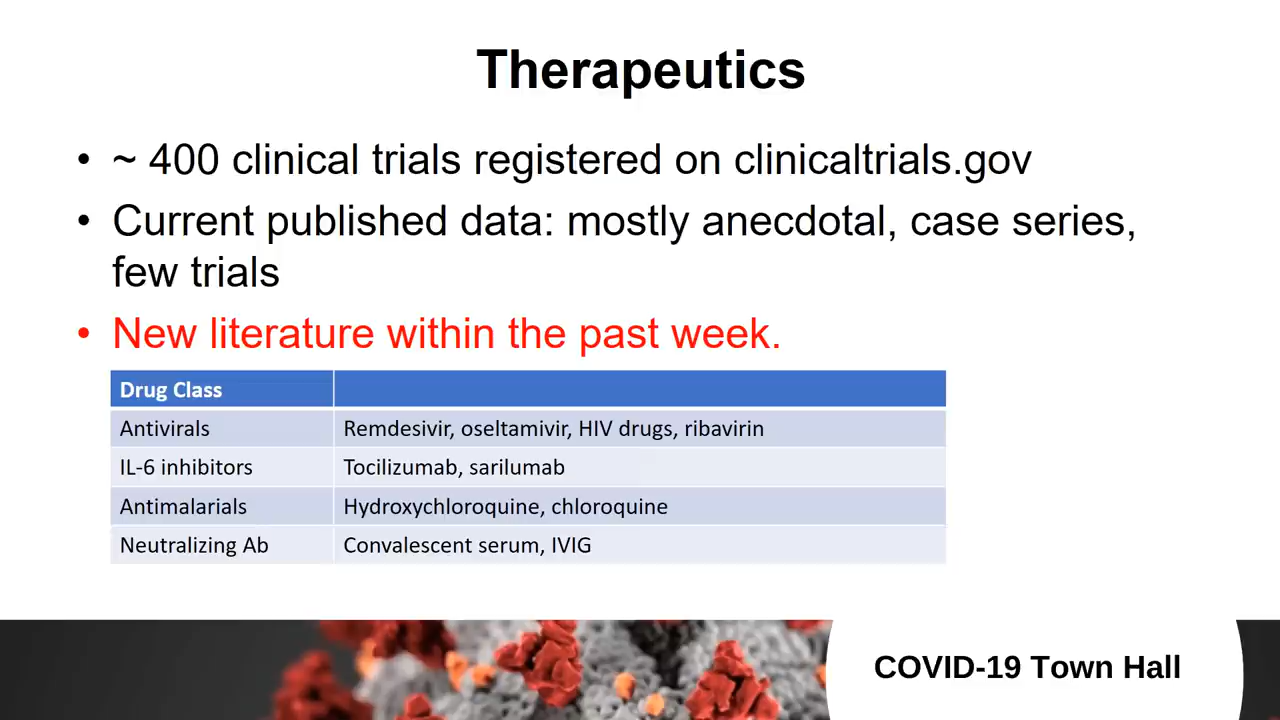 Therapeutics
• ~ 400 clinical trials registered on clinicaltrials.gov
• Current published data: mostly anecdotal, case series,
few trials
• New literature within the past week.
Drug Class
Antivirals Remdesivir, oseltamivir, HIV drugs, ribavirin
IL-6 inhibitors Tocilizumab, sarilumab
Antimalarials Hydroxychloroquine, chloroquine
Neutralizing Ab Convalescent serum, IVIG
COVID-19 Town Hall